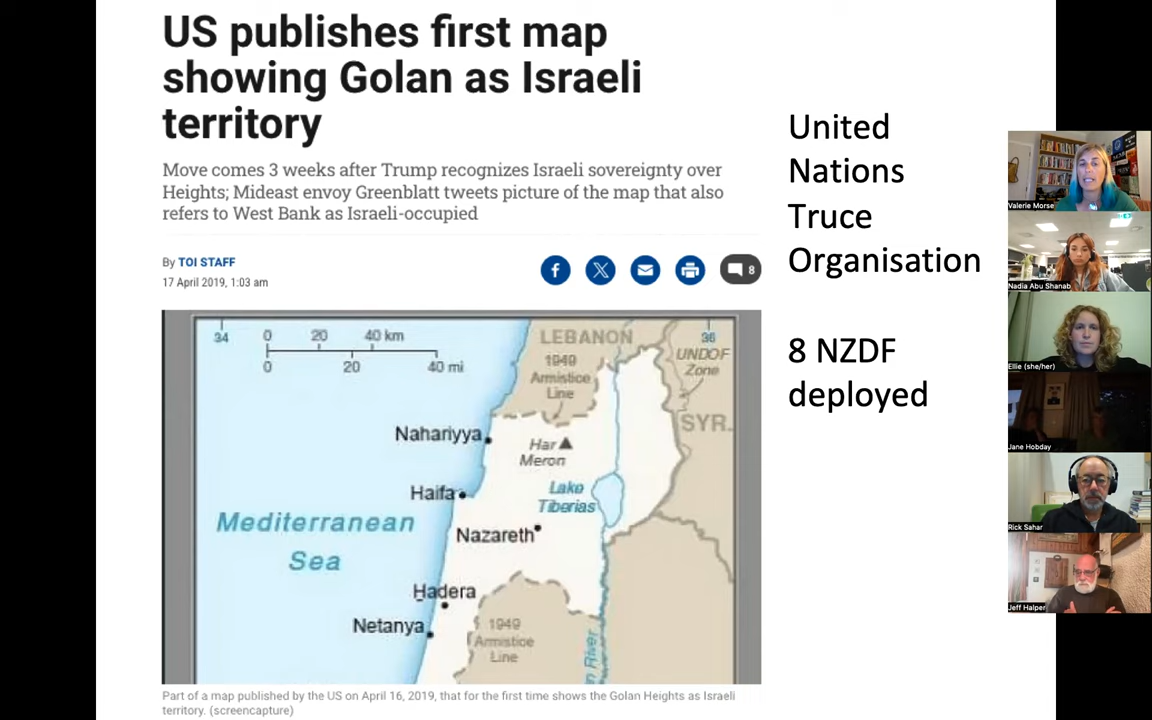 US publishes first map
showing Golan as Israeli
territory
Move comes 3 weeks after Trump recognizes Israeli sovereignty over
Heights; Mideast envoy Greenblatt tweets picture of the map that also
refers to West Bank as Israeli-occupied
By TOI STAFF
17 April 2019, 1:03 am
8
34
0 20 40 km
0 20 40 mi
LEBANON
36
1949
Armistice
Line
UNDOF
Zone
SYR.
Nahariyya
Har
Meron
Haifa
Lake
Tiberias
Mediterranean
Sea
Nazareth
Hadera
Netanya
1949
Armistice
Line
River
Part of a map published by the US on April 16, 2019, that for the first time shows the Golan Heights as Israeli
territory. (screencapture)
United
Nations
Truce
Organisation
8 NZDF
deployed
Valerie Morse
Nadia Abu Shanab
Ellie (she/her)
Jane Hobday
Rick Sahar
Jeff Halper